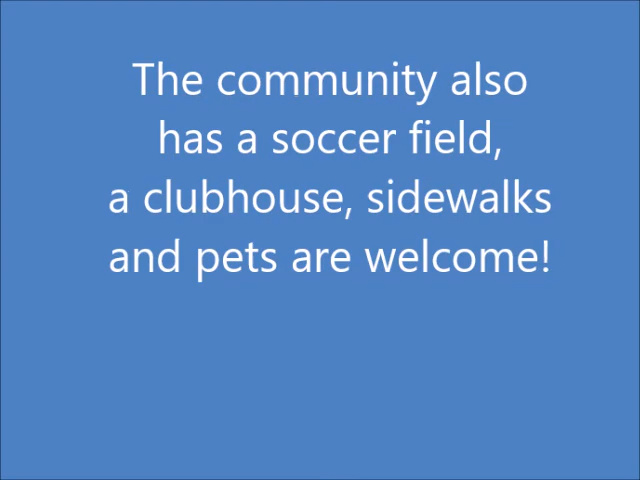 The community also
has a soccer field,
a clubhouse, sidewalks
and pets are welcome!